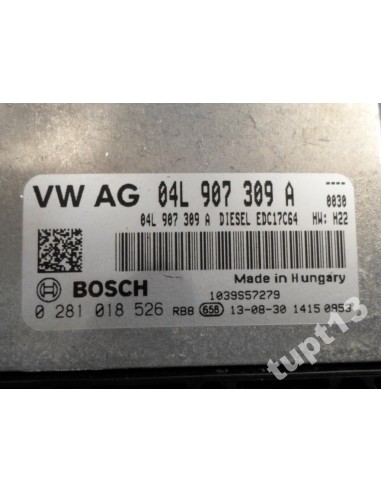 ----
VW AG 04L 907 309 A 0030
04L 907 309 A DIESEL EDC17C64 HW: H22
Made in Hungary
BOSCH 1039S57279
0 281 018 526 RB8 658 13-08-30 1415 0953
tupt13